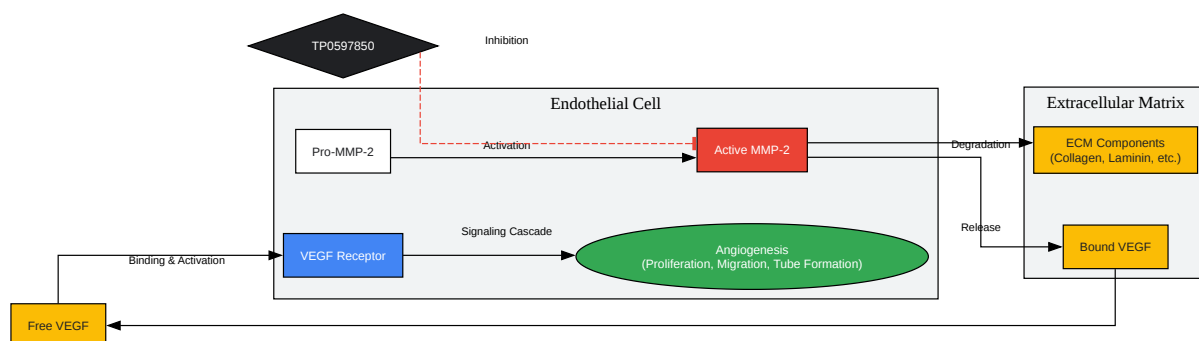 TP0597850
Inhibition
Endothelial Cell
Extracellular Matrix
Pro-MMP-2
Activation
Active MMP-2
Degradation
ECM Components
(Collagen, Laminin, etc.)
Release
Bound VEGF
Binding & Activation
VEGF Receptor
Signaling Cascade
Angiogenesis
(Proliferation, Migration, Tube Formation)
Free VEGF